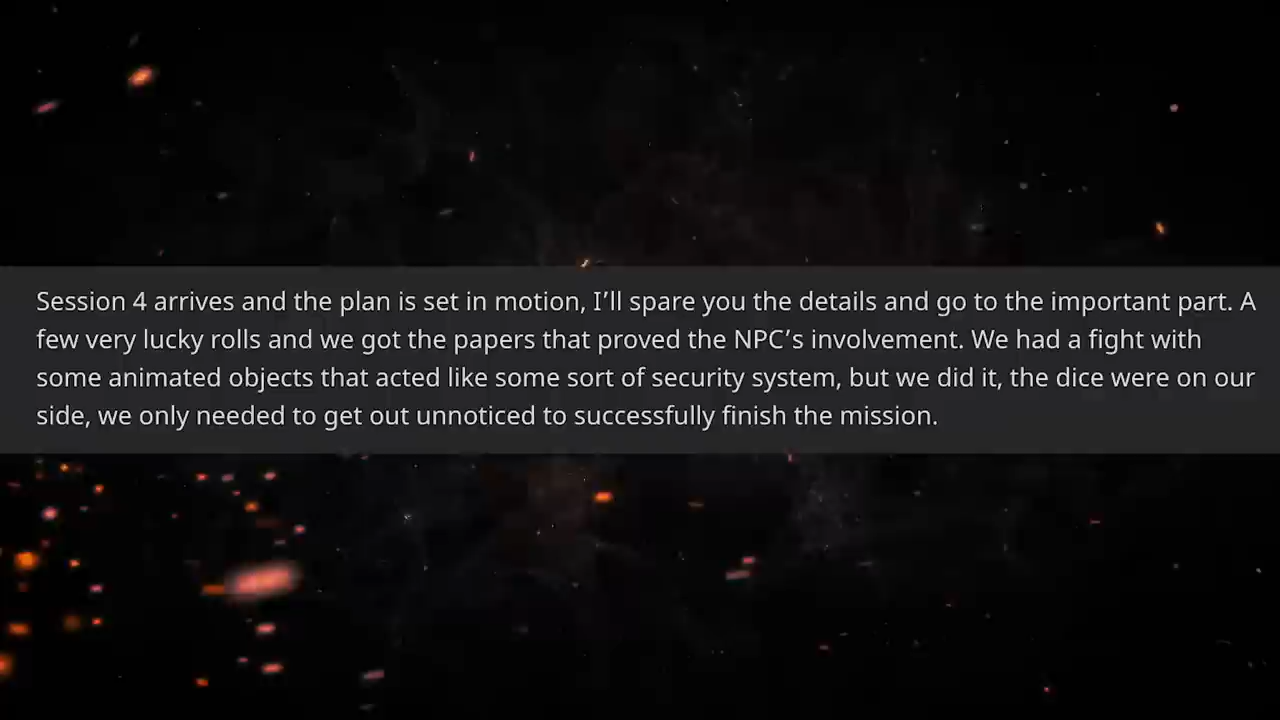 Session 4 arrives and the plan is set in motion, I’ll spare you the details and go to the important part. A
few very lucky rolls and we got the papers that proved the NPC’s involvement. We had a fight with
some animated objects that acted like some sort of security system, but we did it, the dice were on our
side, we only needed to get out unnoticed to successfully finish the mission.